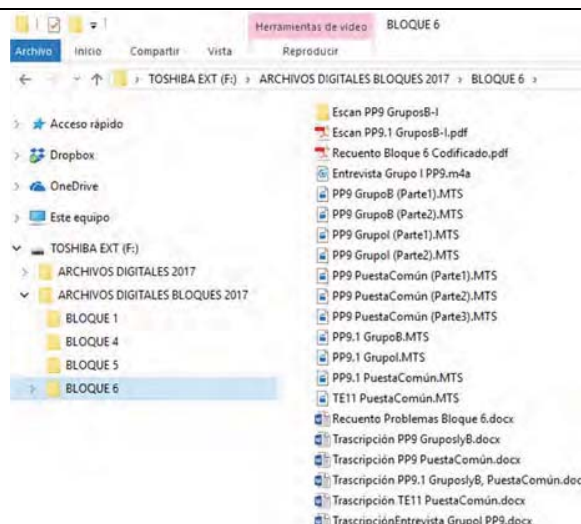 Herramientas de video BLOQUE 6
Archivo Inicio Compartir Vista Reproducir
TOSHIBA EXT (F:) › ARCHIVOS DIGITALES BLOQUES 2017 › BLOQUE 6 ›
Acceso rápido
Dropbox
OneDrive
Este equipo
TOSHIBA EXT (F:)
ARCHIVOS DIGITALES 2017
ARCHIVOS DIGITALES BLOQUES 2017
BLOQUE 1
BLOQUE 4
BLOQUE 5
BLOQUE 6
Escan PP9 GruposB-I
Escan PP9.1 GruposB-I.pdf
Recuento Bloque 6 Codificado.pdf
Entrevista Grupo I PP9.m4a
PP9 GrupoB (Parte1).MTS
PP9 GrupoB (Parte2).MTS
PP9 GrupoI (Parte1).MTS
PP9 GrupoI (Parte2).MTS
PP9 PuestaComún (Parte1).MTS
PP9 PuestaComún (Parte2).MTS
PP9 PuestaComún (Parte3).MTS
PP9.1 GrupoB.MTS
PP9.1 GrupoI.MTS
PP9.1 PuestaComún.MTS
TE11 PuestaComún.MTS
Recuento Problemas Bloque 6.docx
Trascripción PP9 GruposIyB.docx
Trascripción PP9 PuestaComún.docx
Trascripción PP9.1 GruposIyB, PuestaComún.doc
Trascripción TE11 PuestaComún.docx
TrascripciónEntrevista GrupoI PP9.docx